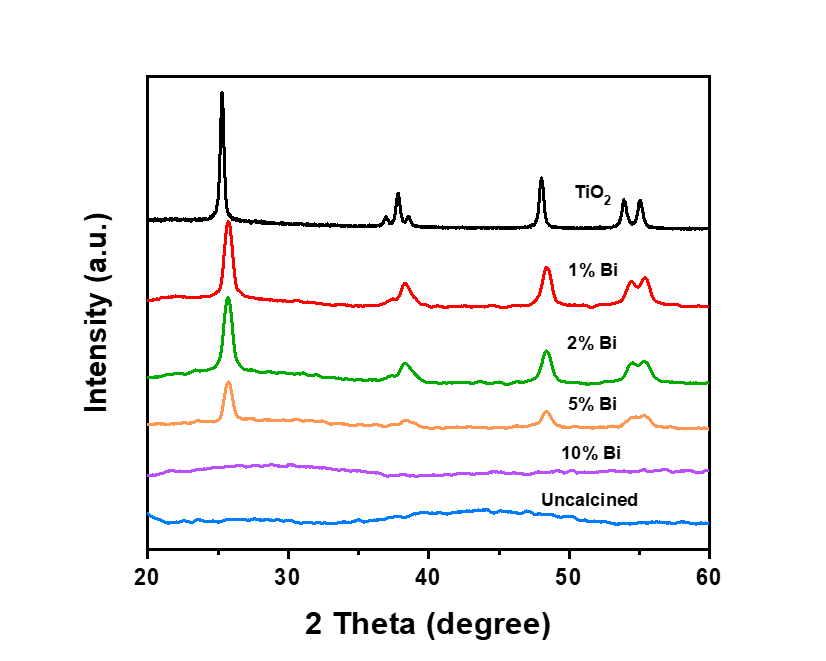 Intensity (a.u.)
TiO2
1% Bi
2% Bi
5% Bi
10% Bi
Uncalcined
20 30 40 50 60
2 Theta (degree)